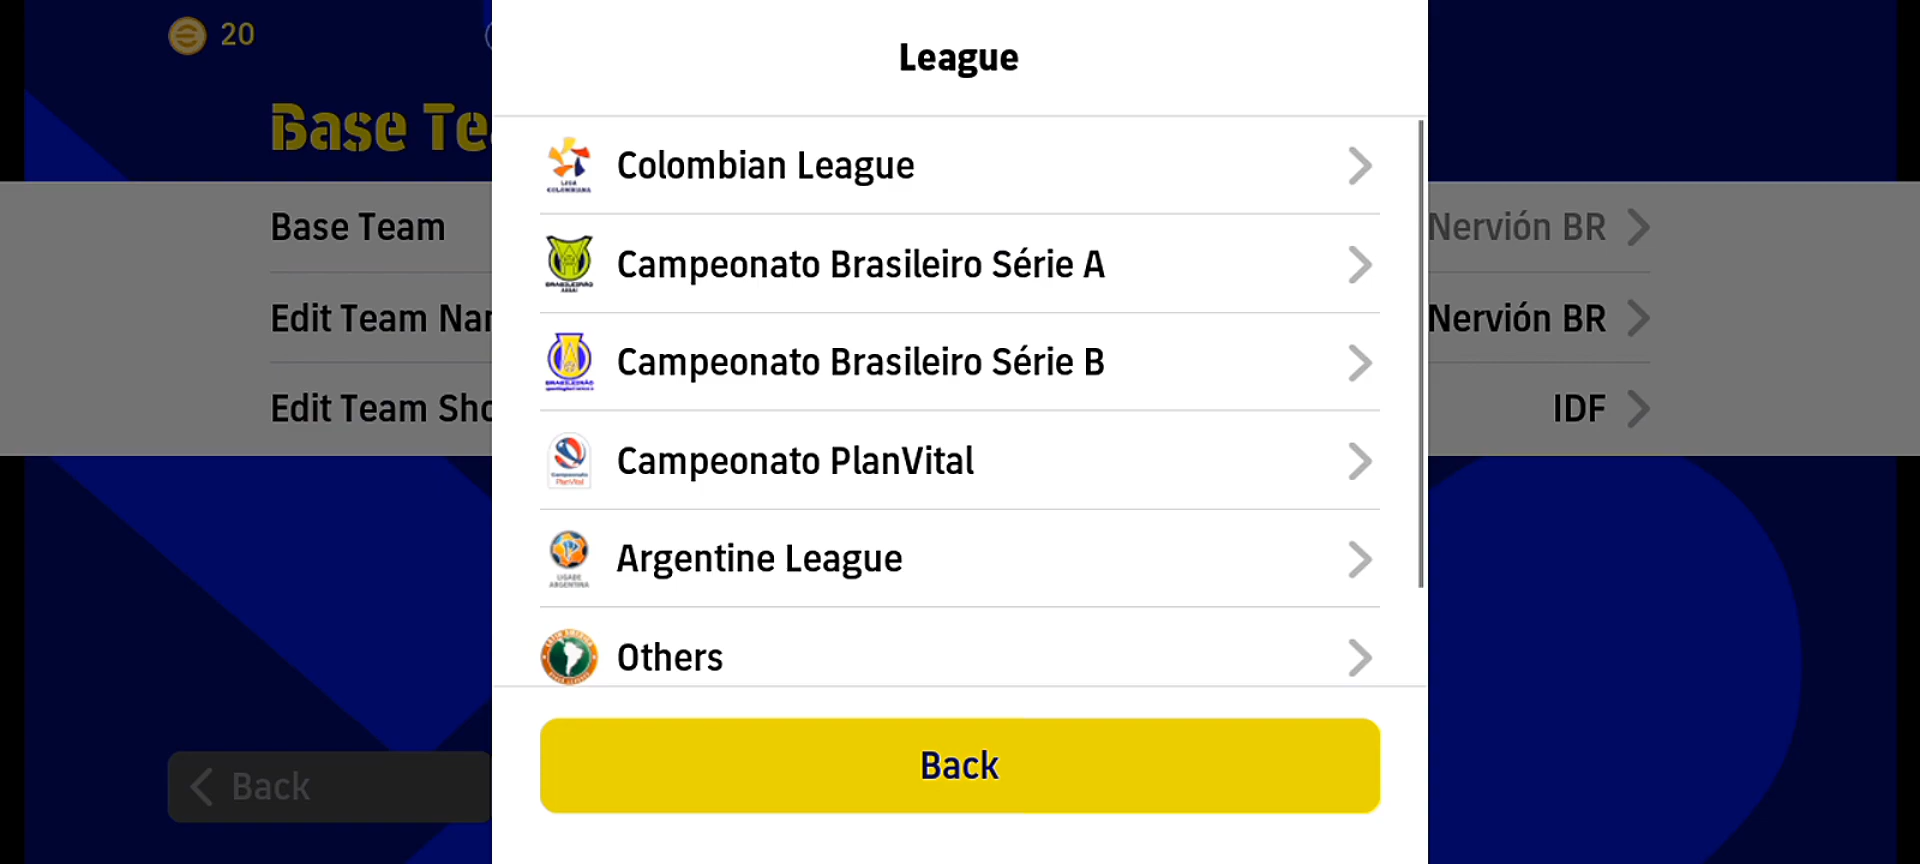 20
League
Base Te
Colombian League
Base Team
Nervión BR
Campeonato Brasileiro Série A
Edit Team Nar
Nervión BR
Campeonato Brasileiro Série B
Edit Team Sho
IDF
Campeonato PlanVital
Argentine League
Others
Back
Back